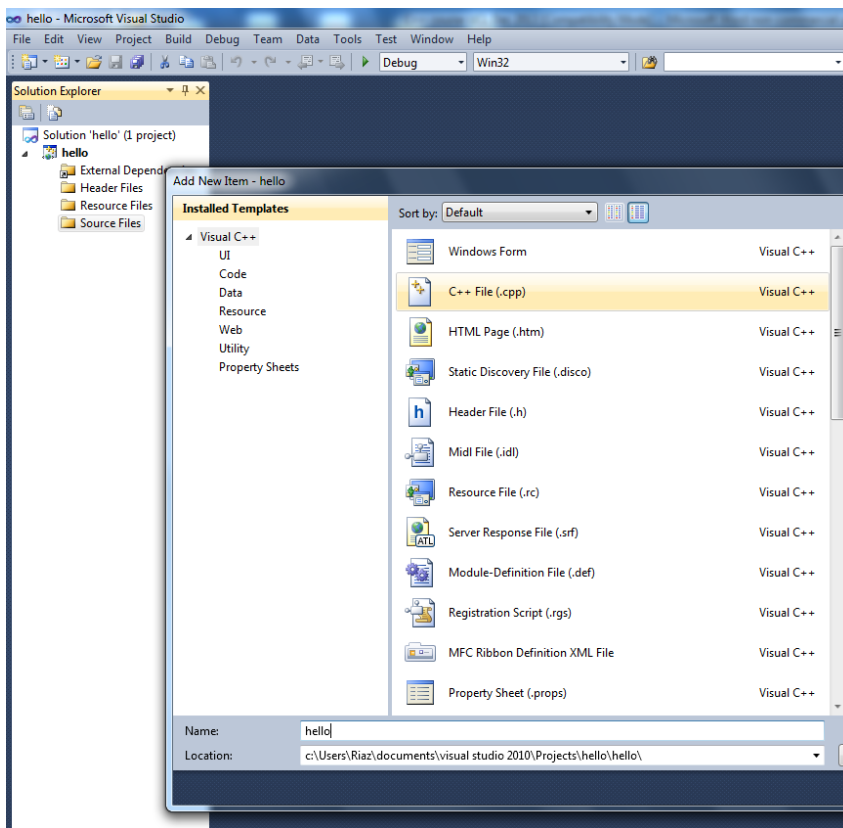 hello - Microsoft Visual Studio
File Edit View Project Build Debug Team Data Tools Test Window Help
Debug Win32
Solution Explorer
Solution 'hello' (1 project)
hello
External Depende
Header Files
Resource Files
Source Files
Add New Item - hello
Installed Templates
Visual C++
UI
Code
Data
Resource
Web
Utility
Property Sheets
Sort by: Default
Windows Form Visual C++
C++ File (.cpp) Visual C++
HTML Page (.htm) Visual C++
Static Discovery File (.disco) Visual C++
Header File (.h) Visual C++
Midl File (.idl) Visual C++
Resource File (.rc) Visual C++
ATL
Server Response File (.srf) Visual C++
Module-Definition File (.def) Visual C++
Registration Script (.rgs) Visual C++
MFC Ribbon Definition XML File Visual C++
Property Sheet (.props) Visual C++
Name: hello
Location: c:\Users\Riaz\documents\visual studio 2010\Projects\hello\hello\